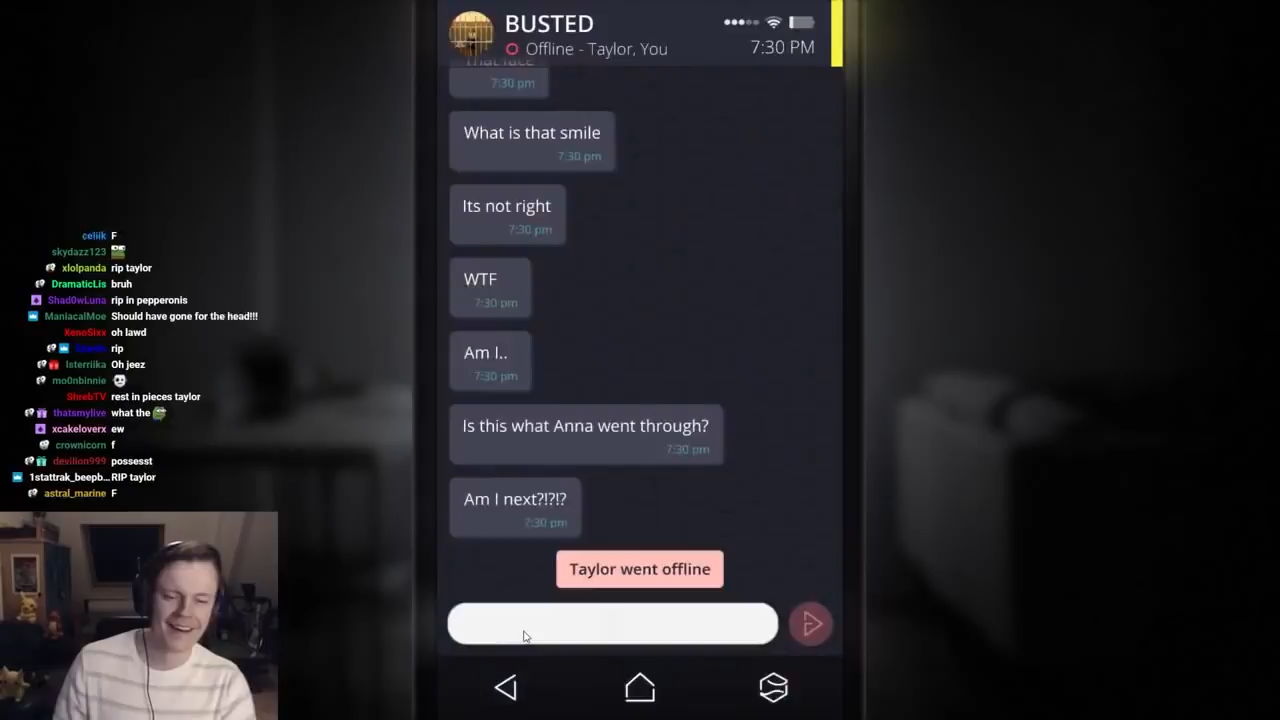 BUSTED
Offline - Taylor, You
7:30 PM
That face
7:30 pm
What is that smile
7:30 pm
Its not right
7:30 pm
WTF
7:30 pm
Am I..
7:30 pm
Is this what Anna went through?
7:30 pm
Am I next?!?!?
7:30 pm
Taylor went offline
celiik F
skydazz123
xlolpanda rip taylor
DramaticLis bruh
Shad0wLuna rip in pepperonis
ManiacalMoe Should have gone for the head!!!
XenoSixx oh lawd
rip
lsterriika Oh jeez
mo0nbinnie
ShrebTV rest in pieces taylor
thatsmylive what the
xcakeloverx ew
crownicorn f
devilion999 possesst
1stattrak_beepb... RIP taylor
astral_marine F